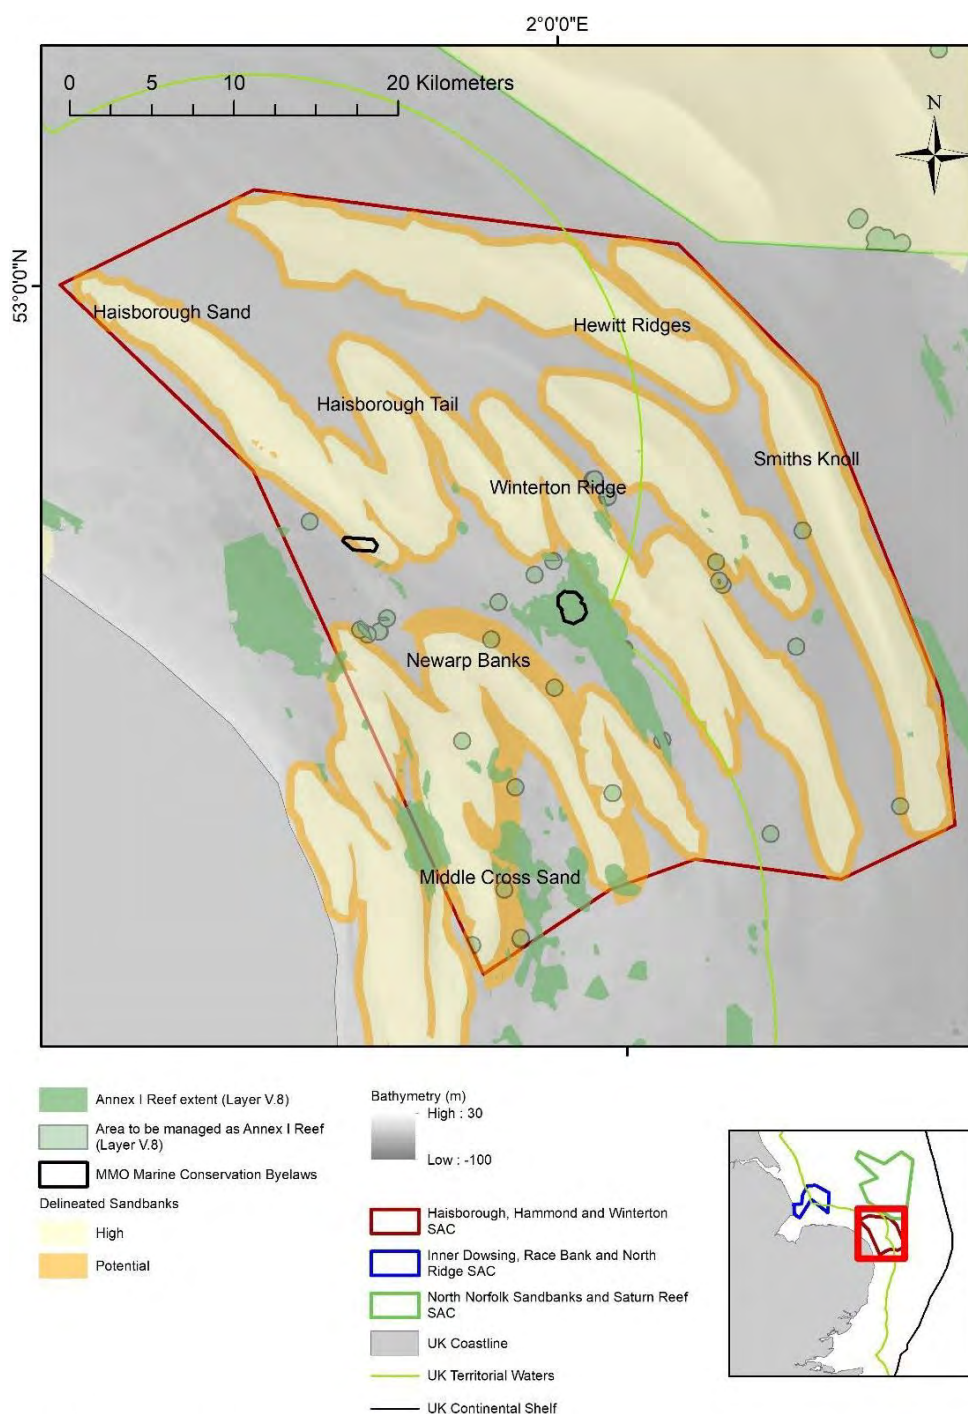 2°0'0"E
0 5 10 20 Kilometers
N
53°0'0"N
Haisborough Sand
Hewitt Ridges
Haisborough Tail
Smiths Knoll
Winterton Ridge
Newarp Banks
Middle Cross Sand
Annex I Reef extent (Layer V.8)
Area to be managed as Annex I Reef
(Layer V.8)
MMO Marine Conservation Byelaws
Delineated Sandbanks
High
Potential
Bathymetry (m)
High : 30
Low : -100
Haisborough, Hammond and Winterton
SAC
Inner Dowsing, Race Bank and North
Ridge SAC
North Norfolk Sandbanks and Saturn Reef
SAC
UK Coastline
UK Territorial Waters
UK Continental Shelf